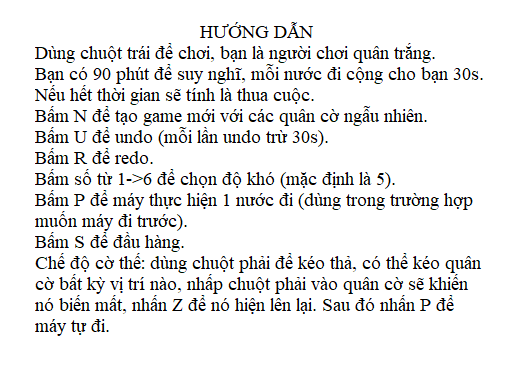 HƯỚNG DẪN
Dùng chuột trái để chơi, bạn là người chơi quân trắng.
Bạn có 90 phút để suy nghĩ, mỗi nước đi cộng cho bạn 30s.
Nếu hết thời gian sẽ tính là thua cuộc.
Bấm N để tạo game mới với các quân cờ ngẫu nhiên.
Bấm U để undo (mỗi lần undo trừ 30s).
Bấm R để redo.
Bấm số từ 1->6 để chọn độ khó (mặc định là 5).
Bấm P để máy thực hiện 1 nước đi (dùng trong trường hợp
muốn máy đi trước).
Bấm S để đầu hàng.
Chế độ cờ thế: dùng chuột phải để kéo thả, có thể kéo quân
cờ bất kỳ vị trí nào, nhấp chuột phải vào quân cờ sẽ khiến
nó biến mất, nhấn Z để nó hiện lên lại. Sau đó nhấn P để
máy tự đi.